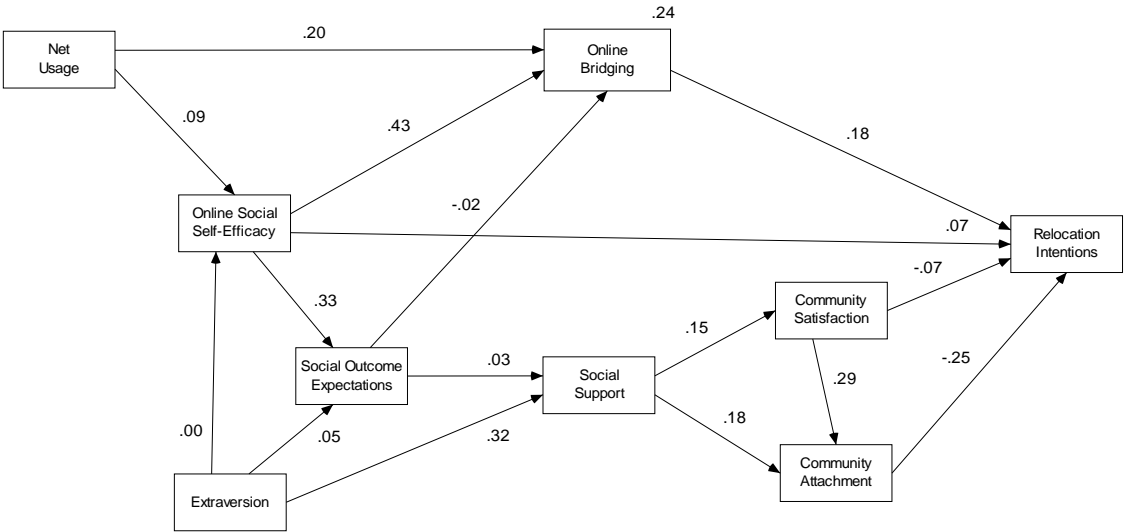 .24
.20
Net
Usage
Online
Bridging
.09
.43
.18
-.02
Online Social
Self-Efficacy
.07
Relocation
Intentions
-.07
.33
Community
Satisfaction
.15
Social Outcome
Expectations
.03
Social
Support
.29
-.25
.18
.00
.05
.32
Community
Attachment
Extraversion